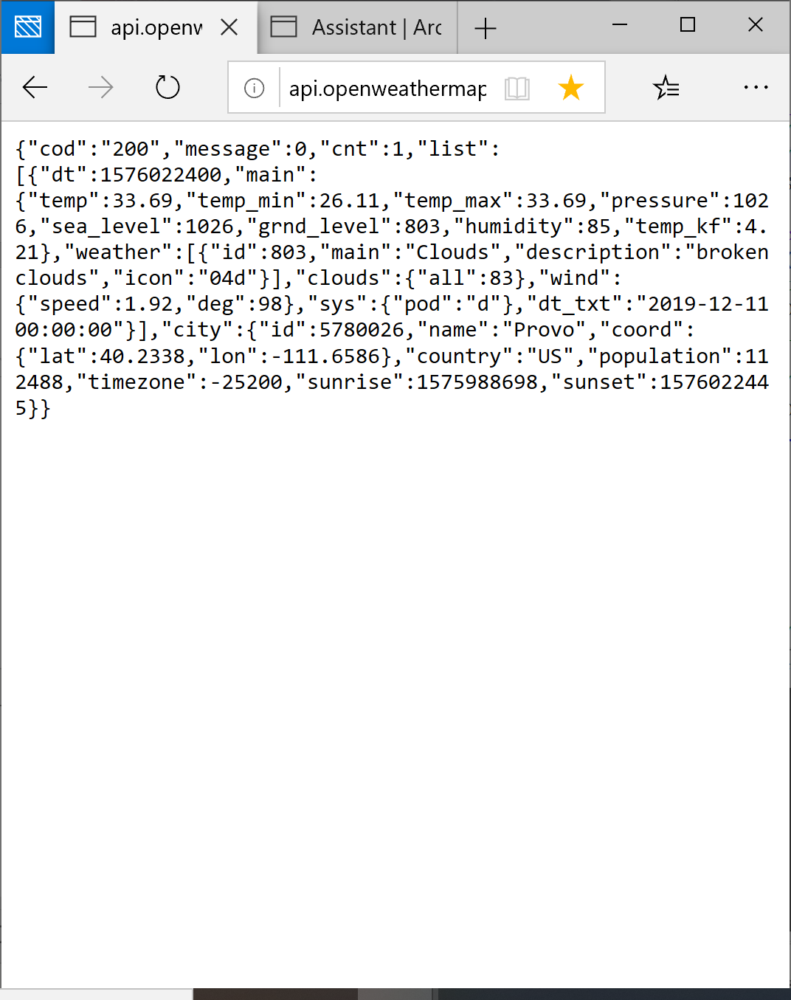 api.openw
Assistant | Arc
api.openweathermap
{"cod":"200","message":0,"cnt":1,"list":
[{"dt":1576022400,"main":
{"temp":33.69,"temp_min":26.11,"temp_max":33.69,"pressure":102
6,"sea_level":1026,"grnd_level":803,"humidity":85,"temp_kf":4.
21},"weather":[{"id":803,"main":"Clouds","description":"broken
clouds","icon":"04d"}],"clouds":{"all":83},"wind":
{"speed":1.92,"deg":98},"sys":{"pod":"d"},"dt_txt":"2019-12-11
00:00:00"}],"city":{"id":5780026,"name":"Provo","coord":
{"lat":40.2338,"lon":-111.6586},"country":"US","population":11
2488,"timezone":-25200,"sunrise":1575988698,"sunset":157602244
5}}